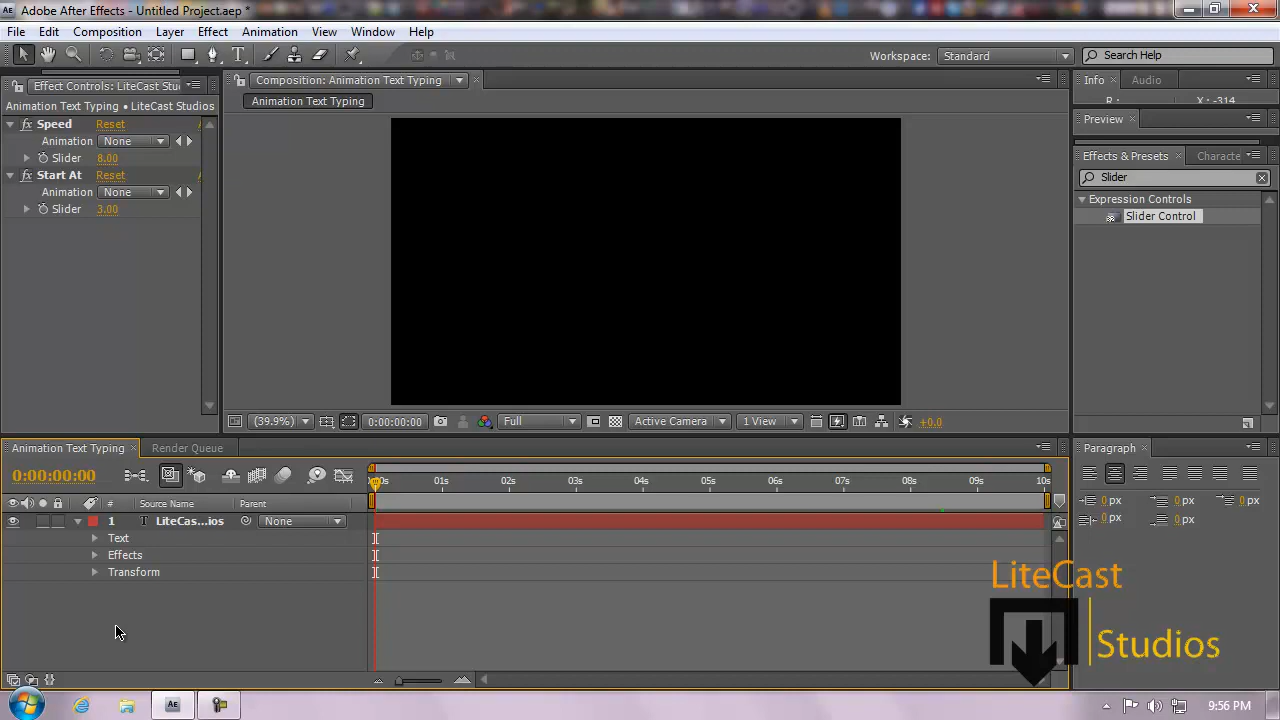 Adobe After Effects - Untitled Project.aep *
File Edit Composition Layer Effect Animation View Window Help
Workspace: Standard
Search Help
Effect Controls: LiteCast Stu
Animation Text Typing • LiteCast Studios
Speed Reset
Animation None
Slider 8.00
Start At Reset
Animation None
Slider 3.00
Composition: Animation Text Typing
Animation Text Typing
(39.9%) 0:00:00:00 Full Active Camera 1 View +0.0
Info Audio
R: X: -314
Preview
Effects & Presets Characte
Slider
Expression Controls
Slider Control
Animation Text Typing Render Queue
0:00:00:00
# Source Name Parent
1 T LiteCas...ios None
Text
Effects
Transform
01s 02s 03s 04s 05s 06s 07s 08s 09s 10s
Paragraph
0 px 0 px 0 px
0 px 0 px
LiteCast
Studios
9:56 PM